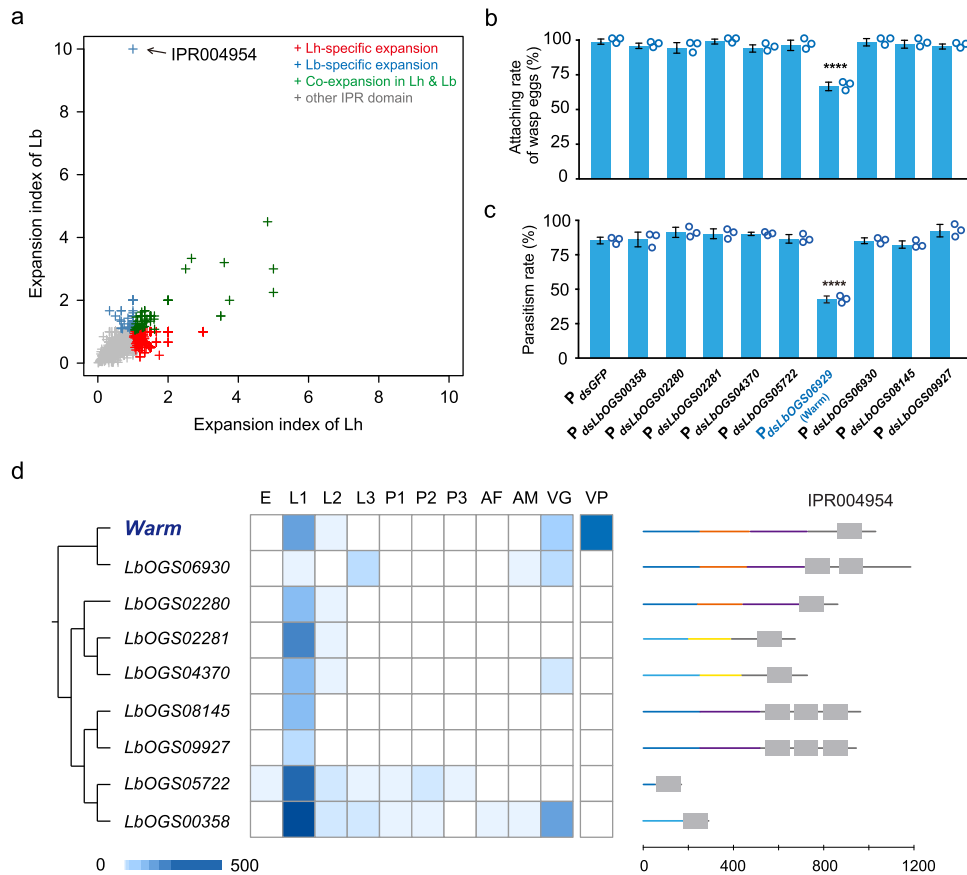 a
10
8
6
4
2
0
0 2 4 6 8 10
Expansion index of Lb
Expansion index of Lh
IPR004954
+ Lh-specific expansion
+ Lb-specific expansion
+ Co-expansion in Lh & Lb
+ other IPR domain
b
Attaching rate
of wasp eggs (%)
100
75
50
25
0
****
c
Parasitism rate (%)
100
75
50
25
0
****
P dsGFP
P dsLbOGS00358
P dsLbOGS02280
P dsLbOGS02281
P dsLbOGS04370
P dsLbOGS05722
P dsLbOGS06929
(Warm)
P dsLbOGS06930
P dsLbOGS08145
P dsLbOGS09927
d
E L1 L2 L3 P1 P2 P3 AF AM VG VP
IPR004954
Warm
LbOGS06930
LbOGS02280
LbOGS02281
LbOGS04370
LbOGS08145
LbOGS09927
LbOGS05722
LbOGS00358
0 500
0 400 800 1200